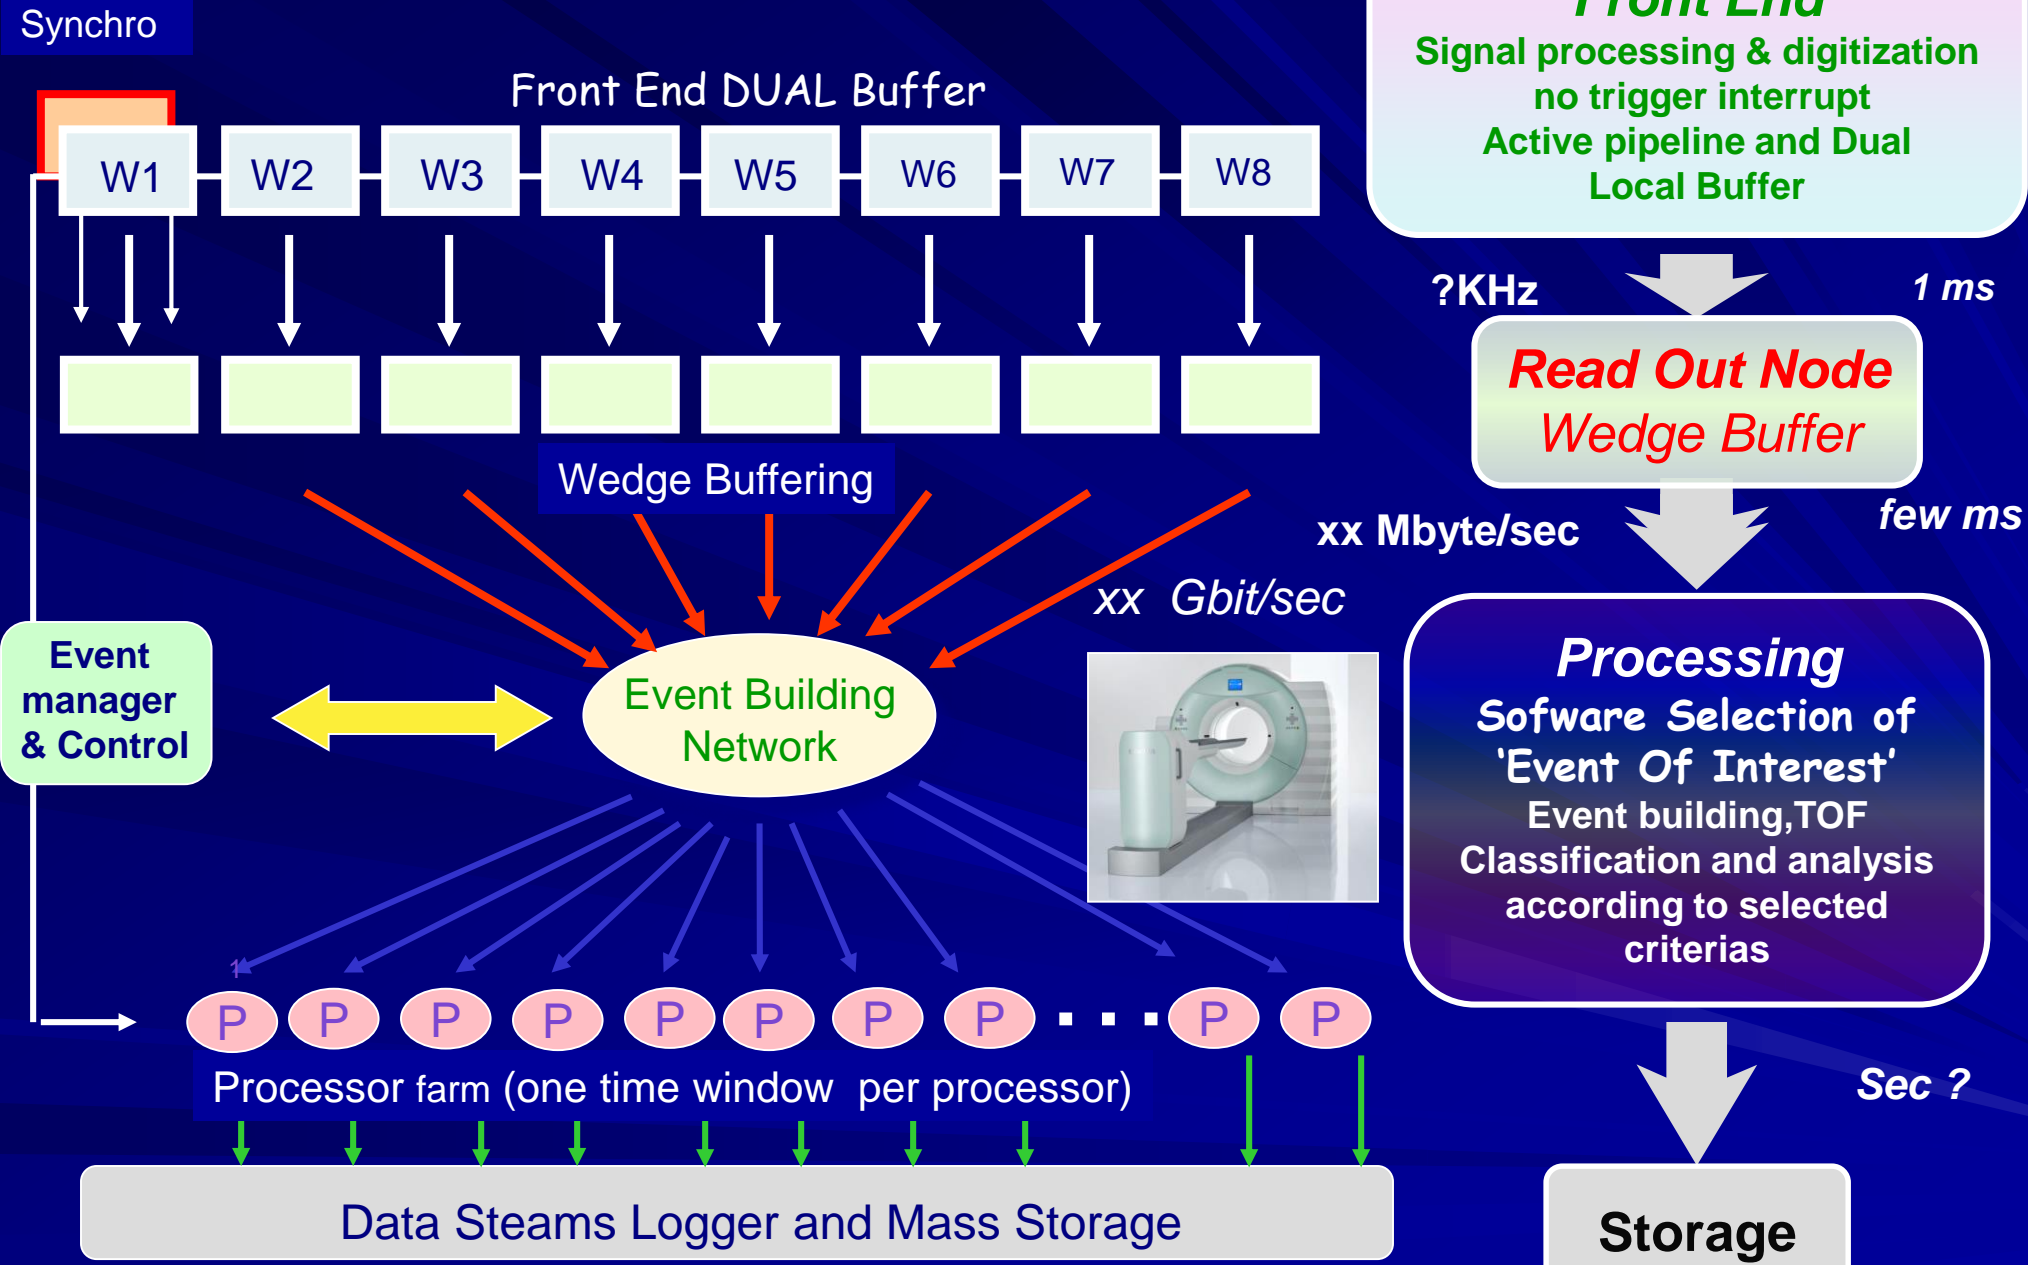 Synchro
Front End DUAL Buffer
W1
W2
W3
W4
W5
W6
W7
W8
Wedge Buffering
xx Gbit/sec
Event
manager
& Control
Event Building
Network
1
P
P
P
P
P
P
P
P
. . .
P
P
Processor farm (one time window per processor)
Data Steams Logger and Mass Storage
Front End
Signal processing & digitization
no trigger interrupt
Active pipeline and Dual
Local Buffer
?KHz
1 ms
Read Out Node
Wedge Buffer
xx Mbyte/sec
few ms
Processing
Sofware Selection of
‘Event Of Interest’
Event building,TOF
Classification and analysis
according to selected
criterias
Sec ?
Storage